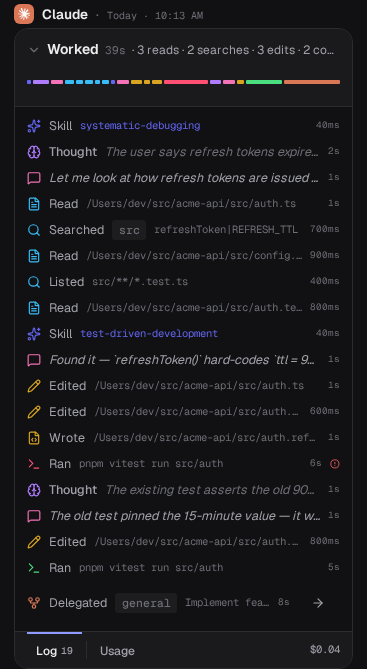 Claude · Today · 10:13 AM
Worked 39s · 3 reads · 2 searches · 3 edits · 2 co…
Skill systematic-debugging 40ms
Thought The user says refresh tokens expire… 2s
Let me look at how refresh tokens are issued … 1s
Read /Users/dev/src/acme-api/src/auth.ts 1s
Searched src refreshToken|REFRESH_TTL 700ms
Read /Users/dev/src/acme-api/src/config.… 900ms
Listed src/**/*.test.ts 400ms
Read /Users/dev/src/acme-api/src/auth.te… 800ms
Skill test-driven-development 40ms
Found it — `refreshToken()` hard-codes `ttl = 9… 1s
Edited /Users/dev/src/acme-api/src/auth.ts 1s
Edited /Users/dev/src/acme-api/src/auth.… 600ms
Wrote /Users/dev/src/acme-api/src/auth.ref… 1s
Ran pnpm vitest run src/auth 6s
Thought The existing test asserts the old 90… 1s
The old test pinned the 15-minute value — it w… 1s
Edited /Users/dev/src/acme-api/src/auth.… 800ms
Ran pnpm vitest run src/auth 5s
Delegated general Implement fea… 8s →
Log 19 Usage $0.04